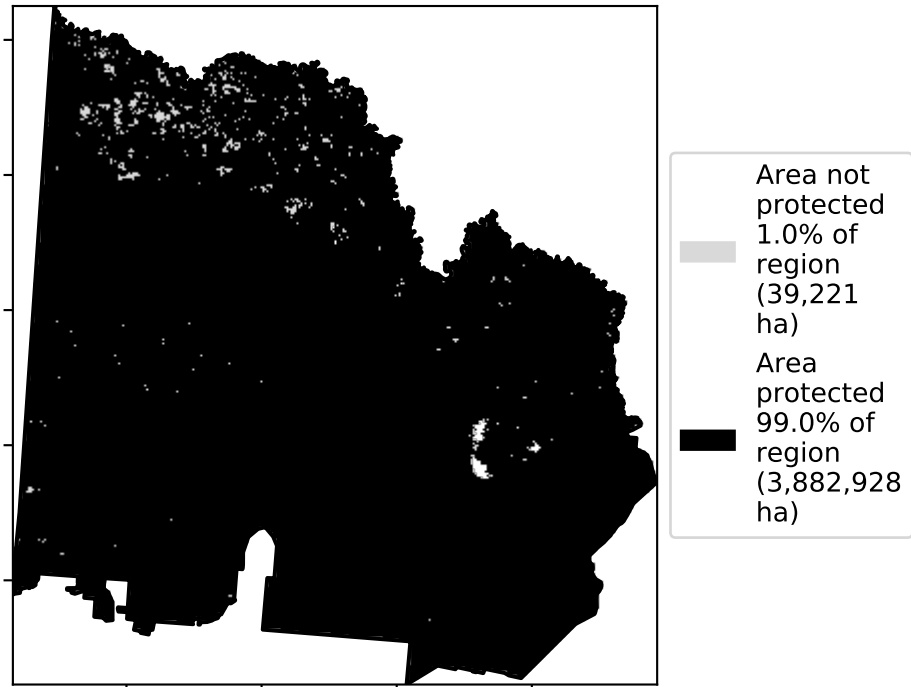 Area not
protected
1.0% of
region
(39,221
ha)
Area
protected
99.0% of
region
(3,882,928
ha)